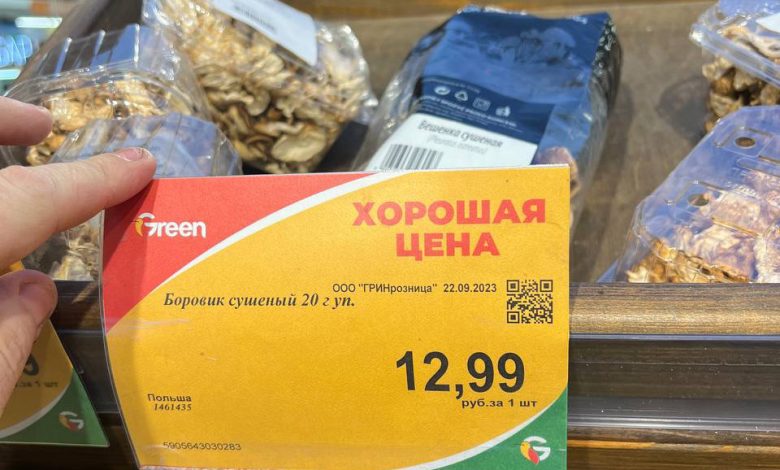 Бешенка сушеная
Green
ХОРОШАЯ
ЦЕНА
ООО "ГРИНрозница" 22.09.2023
Боровик сушеный 20 г уп.
12,99
руб.за 1 шт
Польша
1461435
5905643030283
G